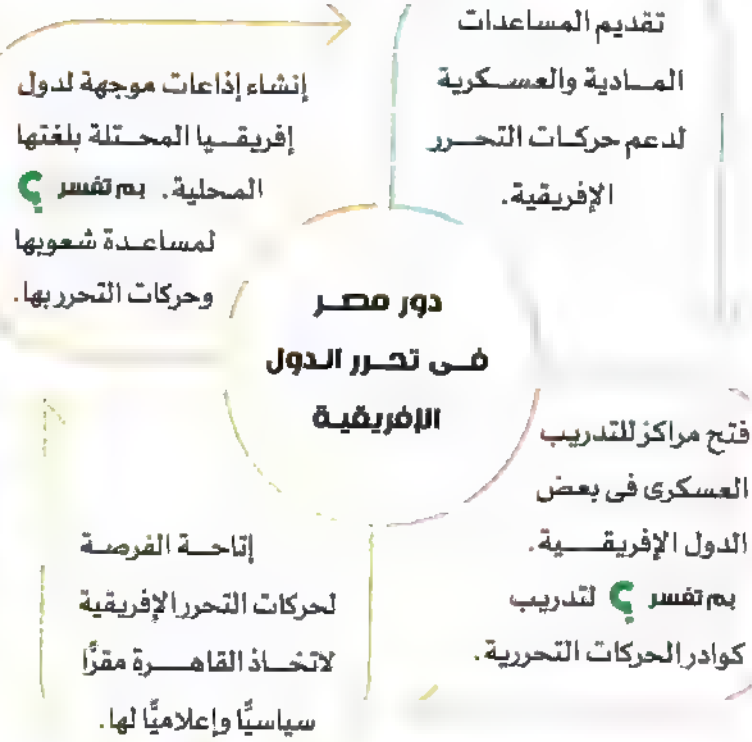 دور مصر
فى تحرر الدول
الإفريقية
تقديم المساعدات
المادية والعسكرية
لدعم حركات التحرر
الإفريقية.
فتح مراكز للتدريب
العسكرى فى بعض
الدول الإفريقية.
بم تفسر ؟ لتدريب
كوادر الحركات التحررية.
إتاحة الفرصة
لحركات التحرر الإفريقية
لاتخاذ القاهرة مقرًّا
سياسيًّا وإعلاميًّا لها.
إنشاء إذاعات موجهة لدول
إفريقيا المحتلة بلغتها
المحلية. بم تفسر ؟
لمساعدة شعوبها
وحركات التحرر بها.